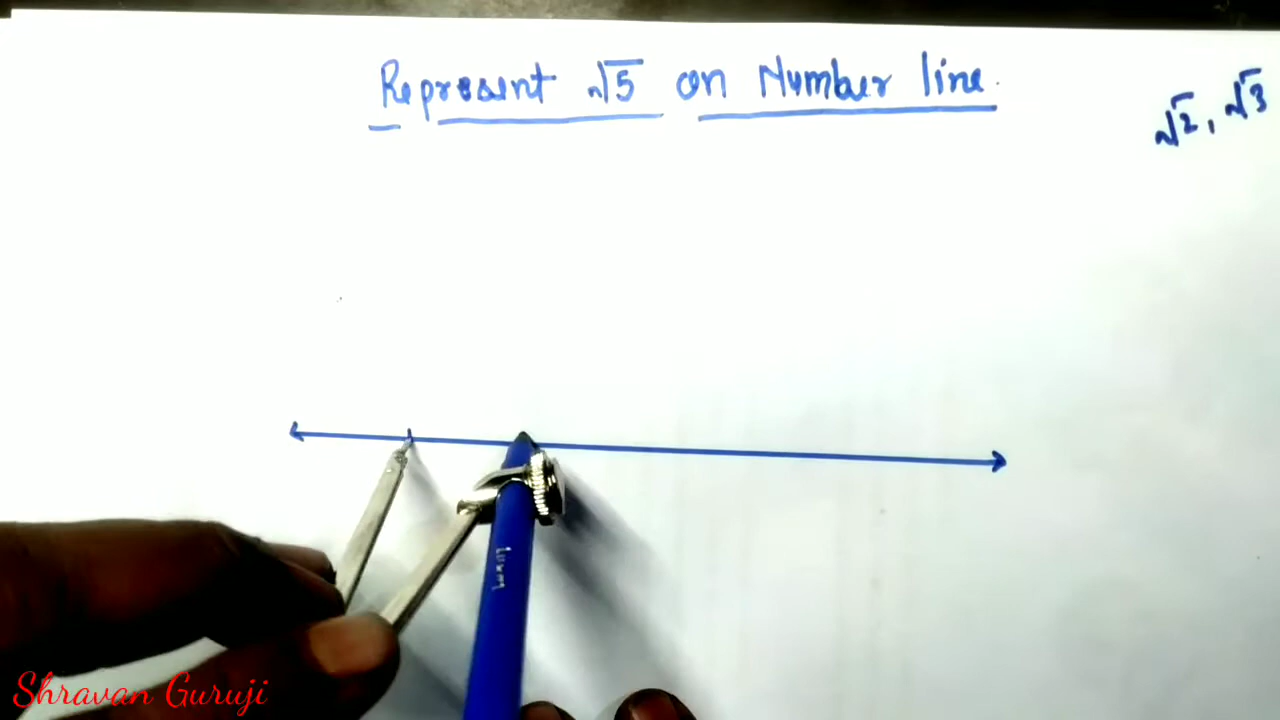 Represent √5 on Number line.
√2, √3
Shravan Guruji